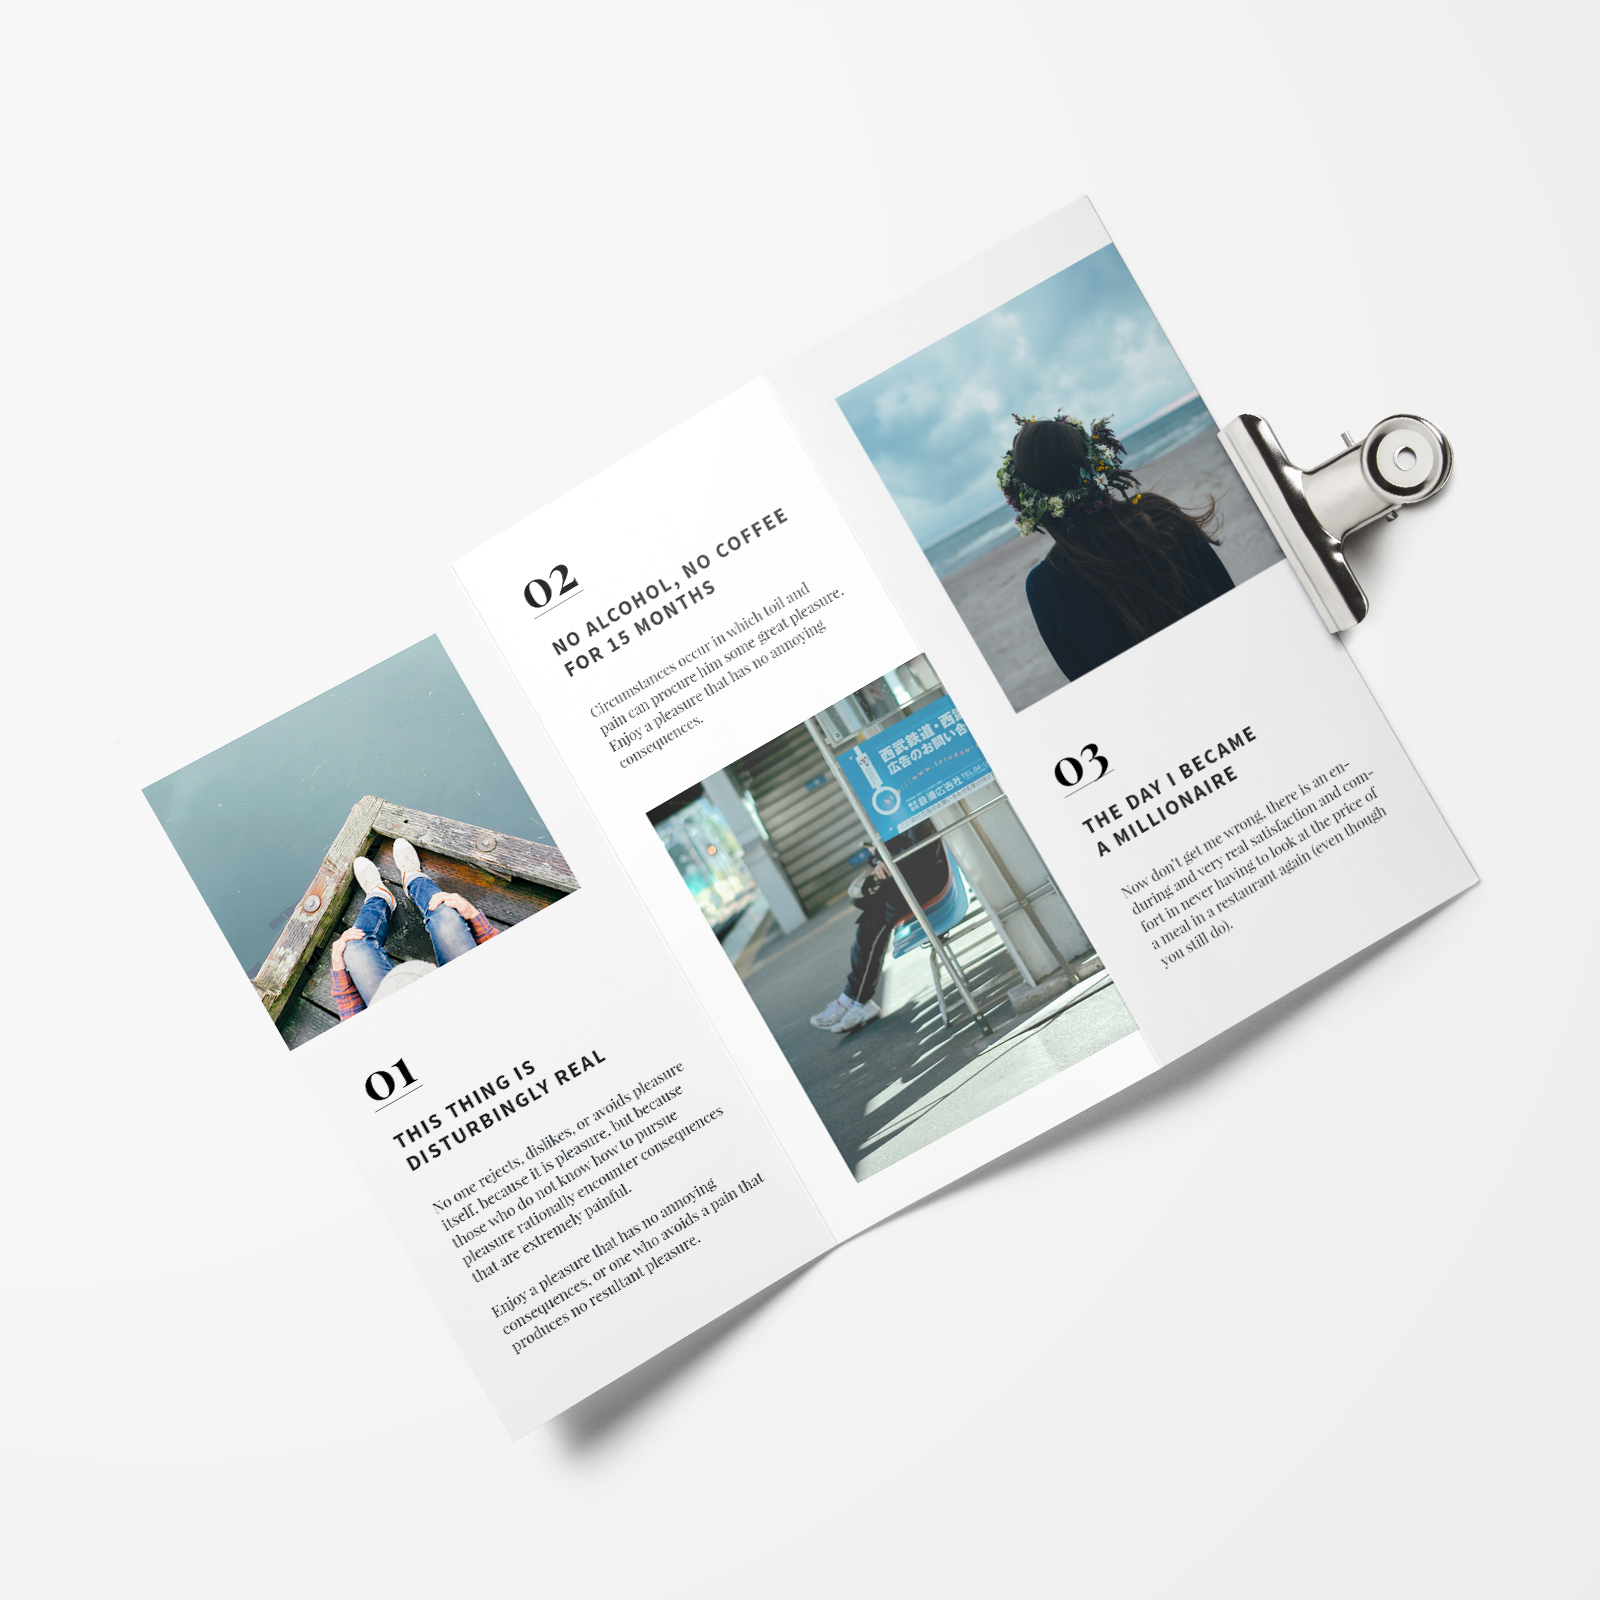 01
THIS THING IS
DISTURBINGLY REAL
No one rejects, dislikes, or avoids pleasure
itself, because it is pleasure, but because
those who do not know how to pursue
pleasure rationally encounter consequences
that are extremely painful.
Enjoy a pleasure that has no annoying
consequences, or one who avoids a pain that
produces no resultant pleasure.
02
NO ALCOHOL, NO COFFEE
FOR 15 MONTHS
Circumstances occur in which toil and
pain can procure him some great pleasure.
Enjoy a pleasure that has no annoying
consequences.
西武鉄道・西武
広告のお問い合
鉄道広告社 TEL.
03
THE DAY I BECAME
A MILLIONAIRE
Now don't get me wrong, there is an en-
during and very real satisfaction and com-
fort in never having to look at the price of
a meal in a restaurant again (even though
you still do).